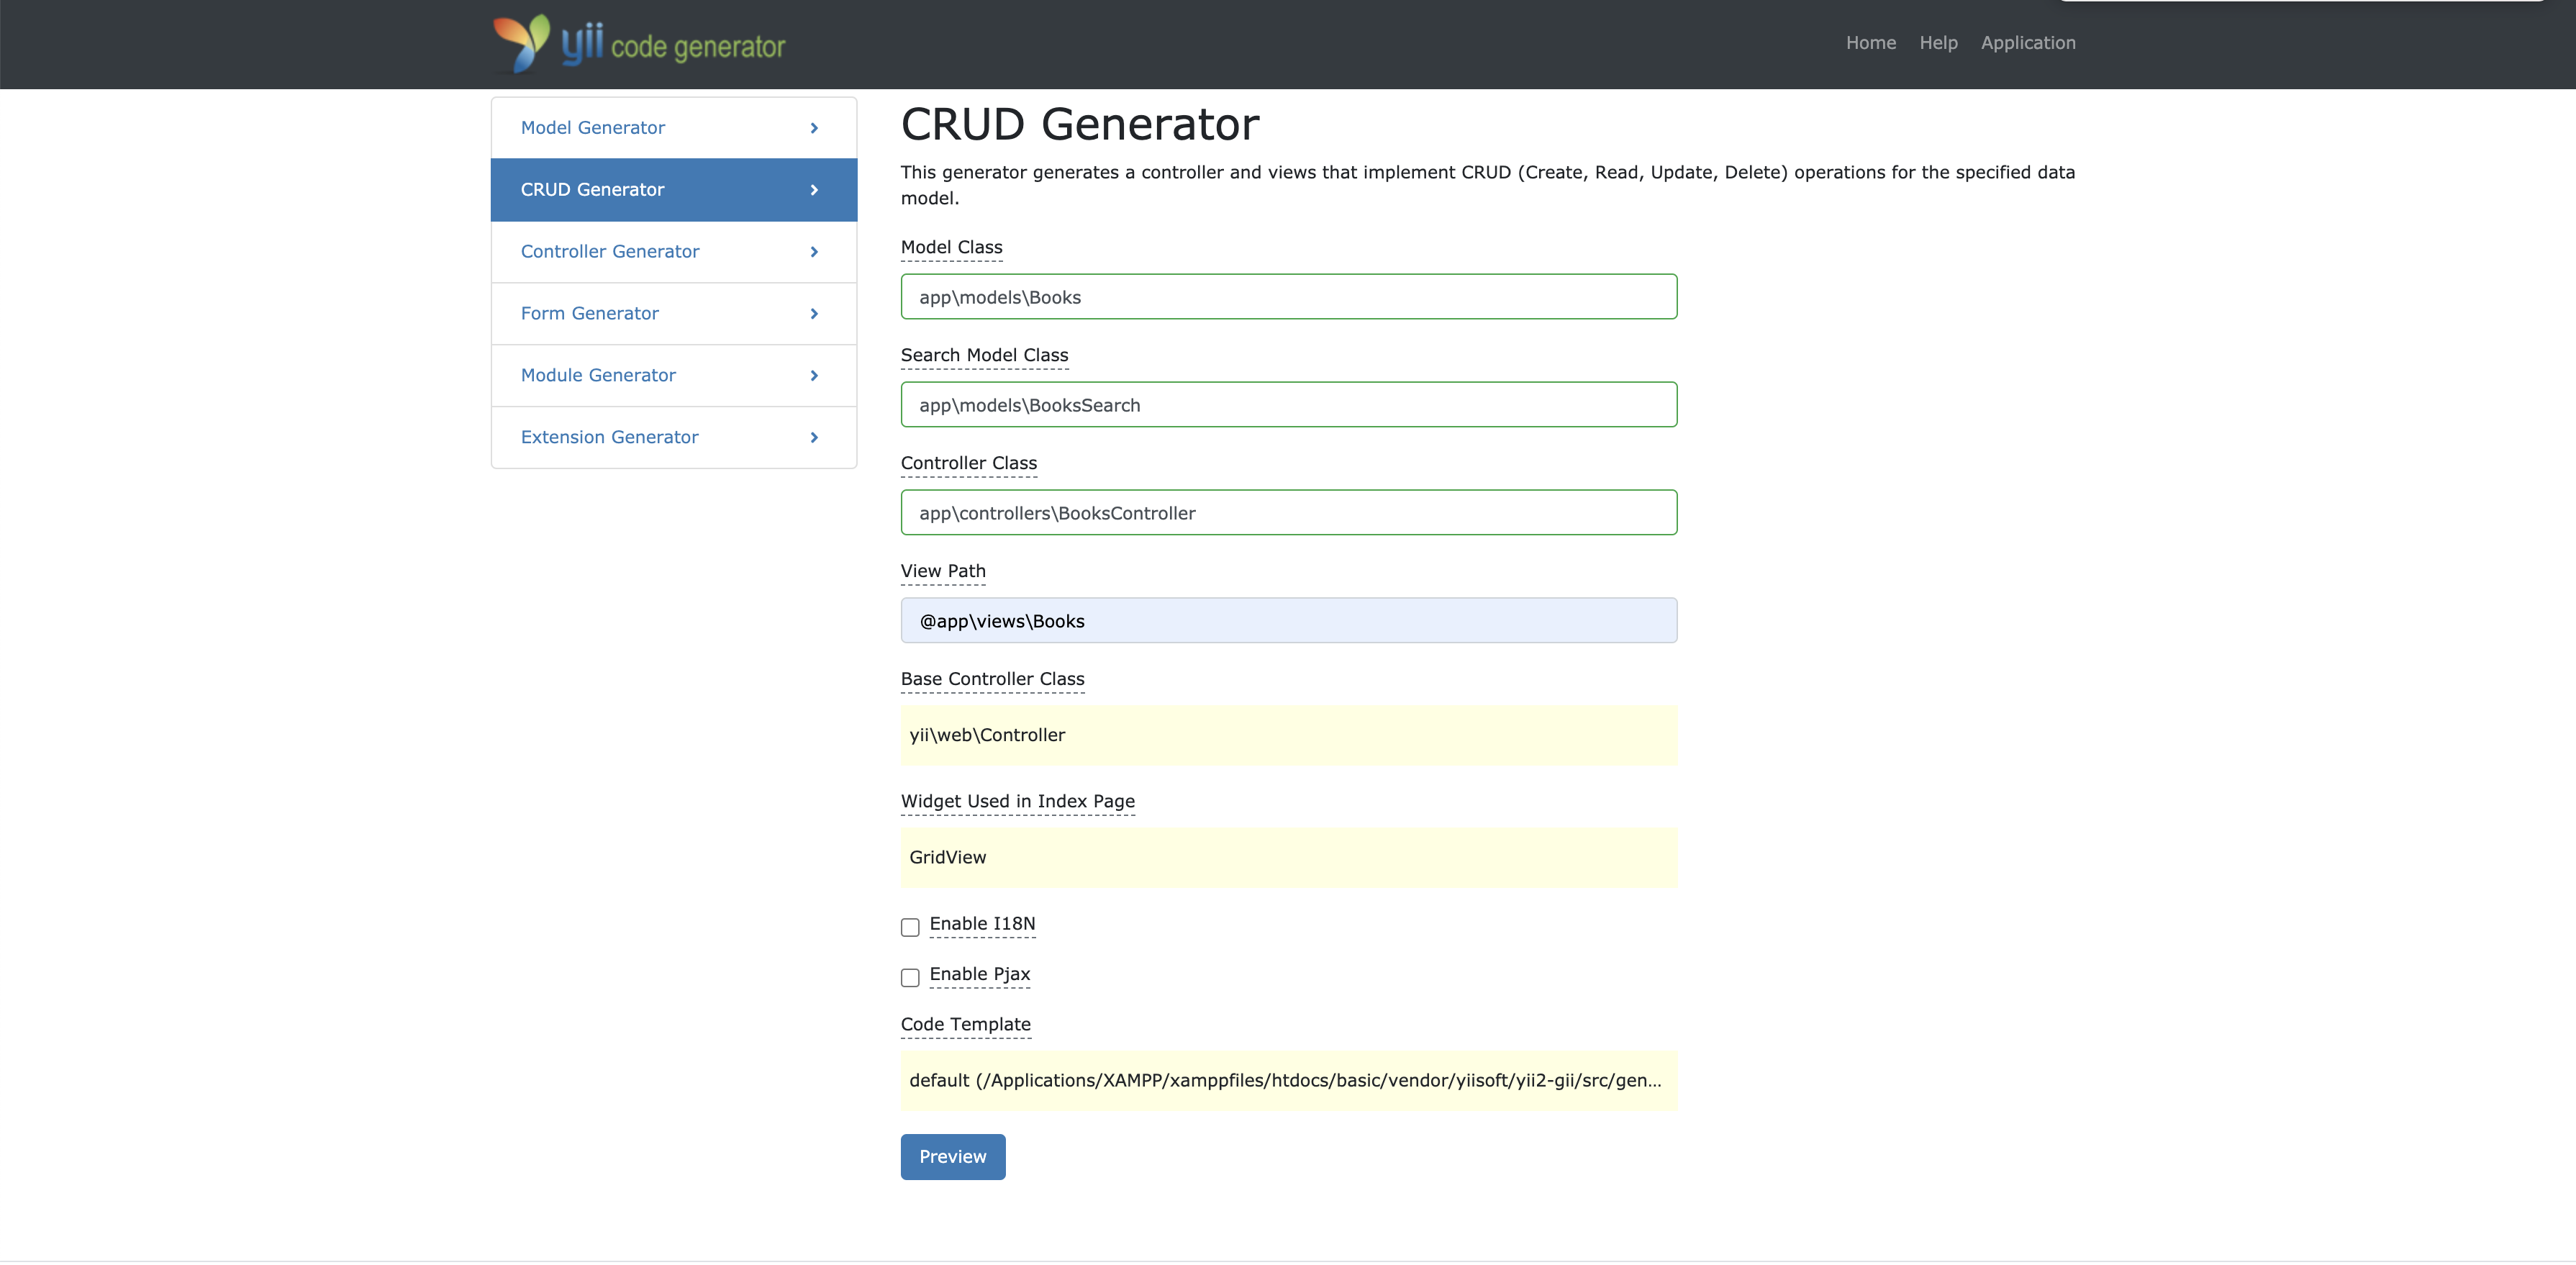 yii code generator
Home Help Application
Model Generator
CRUD Generator
Controller Generator
Form Generator
Module Generator
Extension Generator
CRUD Generator
This generator generates a controller and views that implement CRUD (Create, Read, Update, Delete) operations for the specified data
model.
Model Class
app\models\Books
Search Model Class
app\models\BooksSearch
Controller Class
app\controllers\BooksController
View Path
@app\views\Books
Base Controller Class
yii\web\Controller
Widget Used in Index Page
GridView
Enable I18N
Enable Pjax
Code Template
default (/Applications/XAMPP/xamppfiles/htdocs/basic/vendor/yiisoft/yii2-gii/src/gen...
Preview